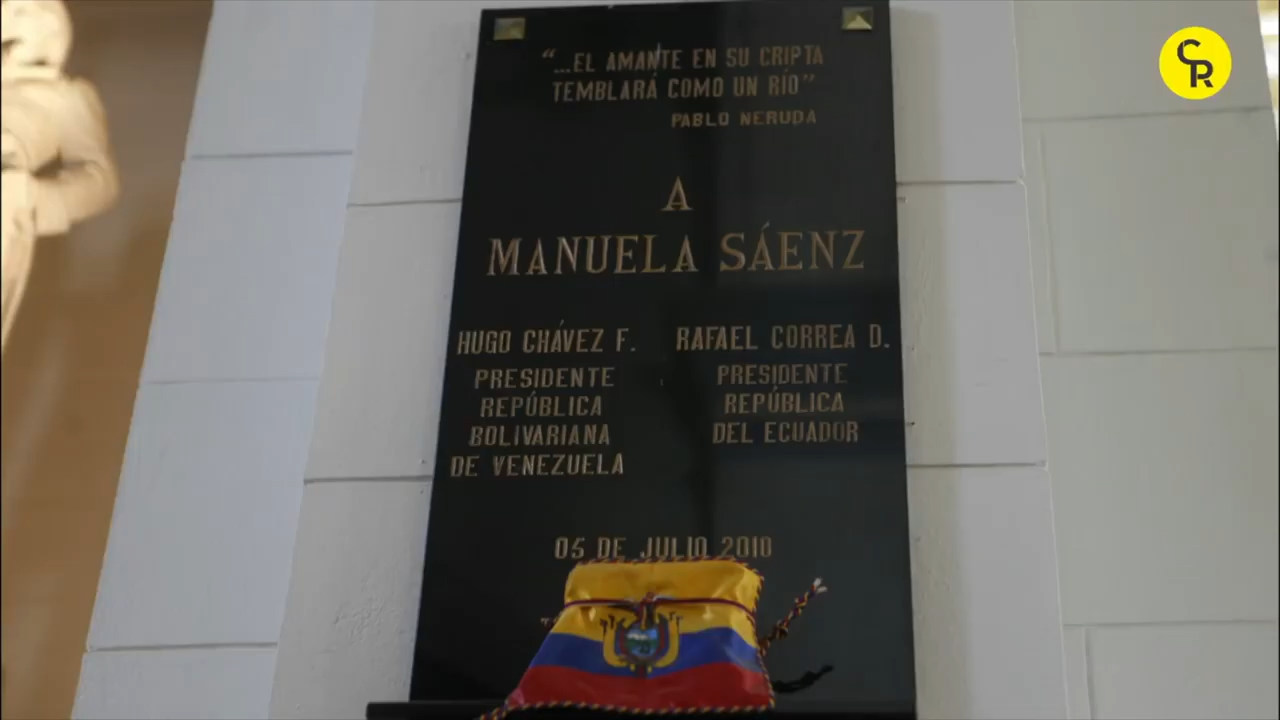 CR
“...EL AMANTE EN SU CRIPTA
TEMBLARÁ COMO UN RÍO”
PABLO NERUDA
A
MANUELA SÁENZ
HUGO CHÁVEZ F.
PRESIDENTE
REPÚBLICA
BOLIVARIANA
DE VENEZUELA
RAFAEL CORREA D.
PRESIDENTE
REPÚBLICA
DEL ECUADOR
05 DE JULIO 2010